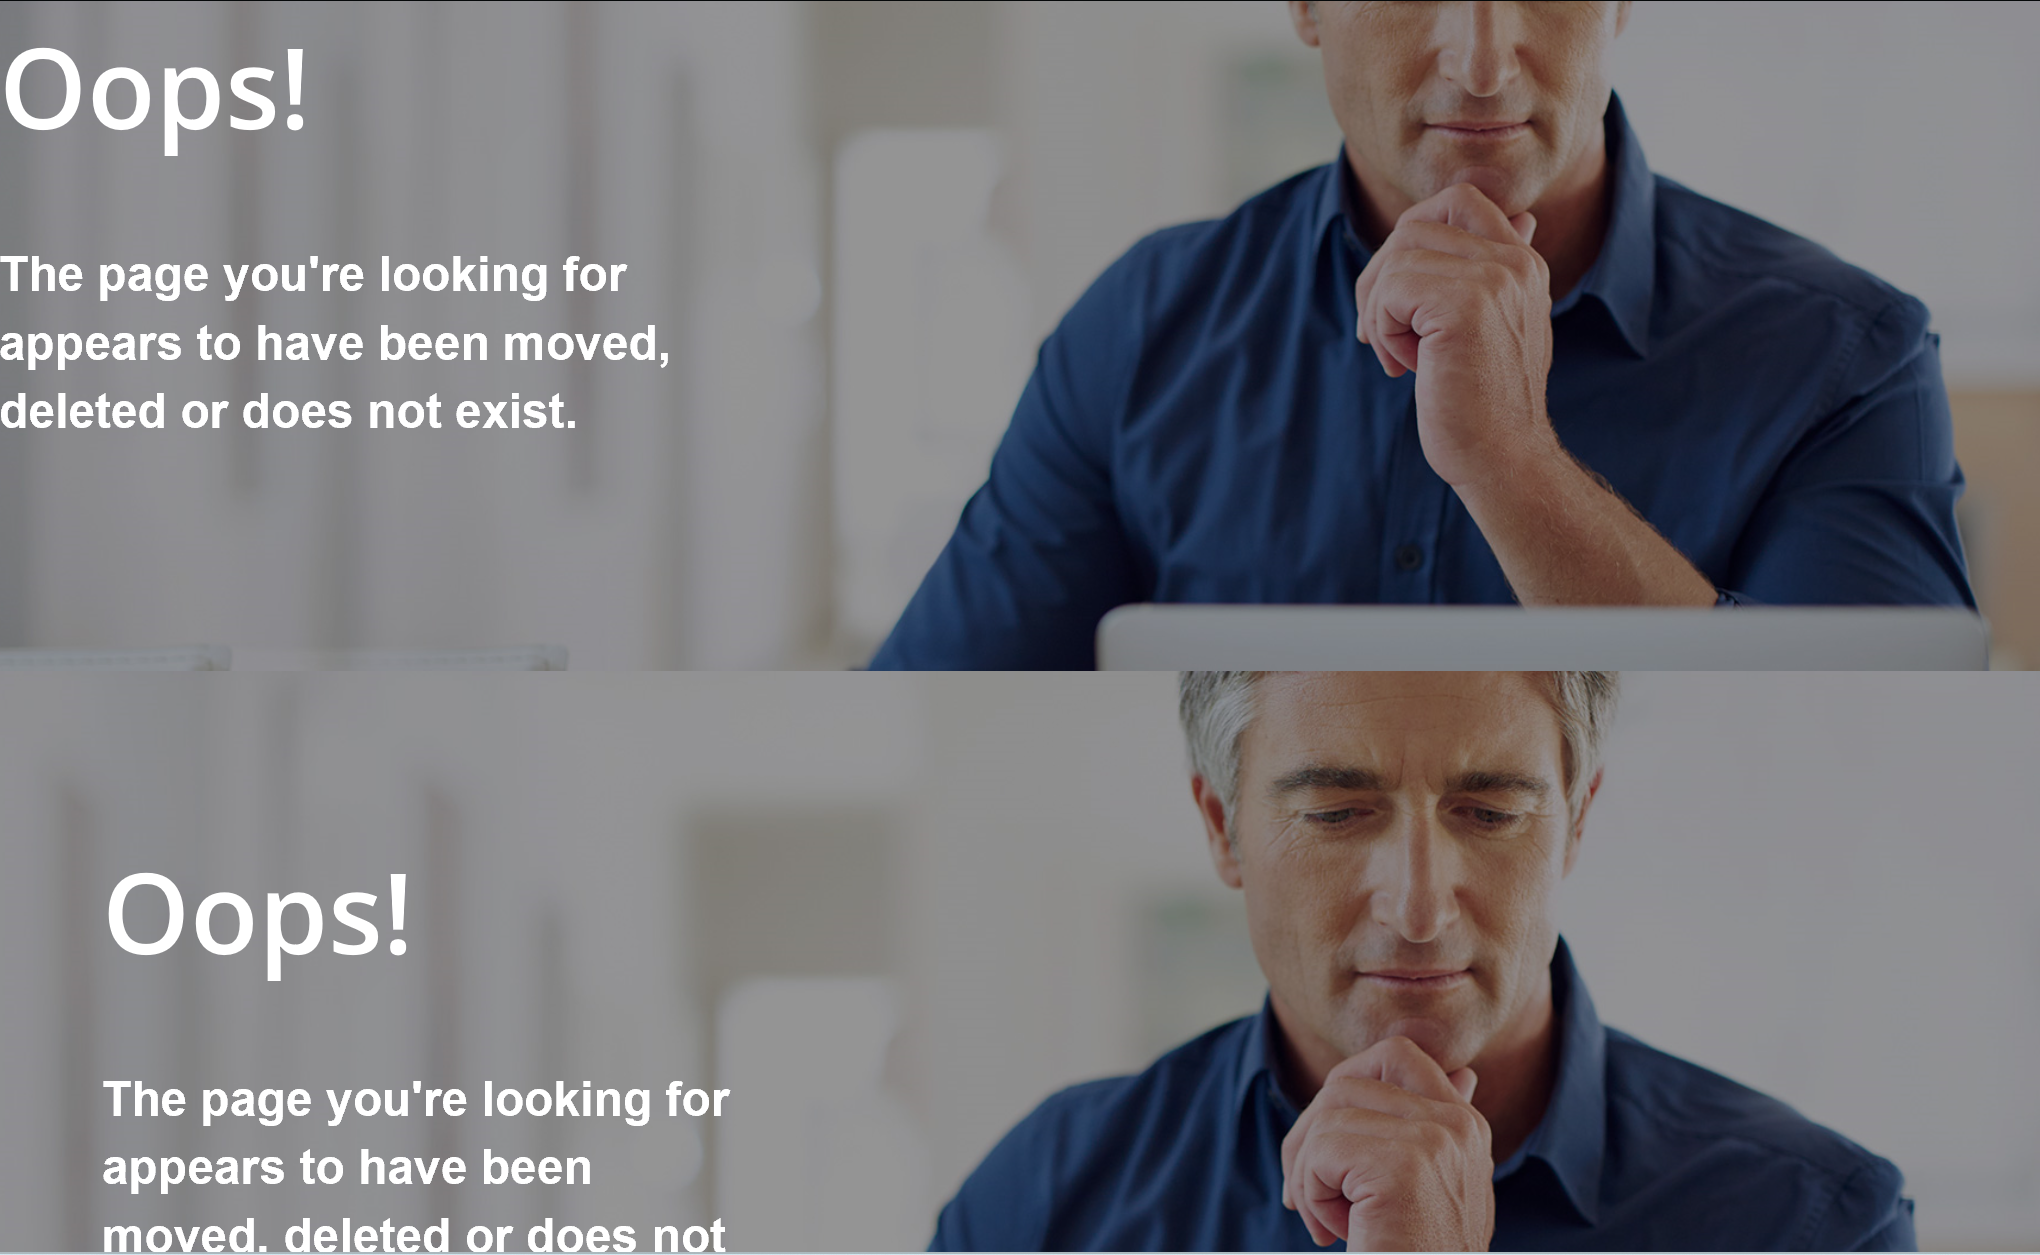 Oops!
The page you're looking for
appears to have been moved,
deleted or does not exist.
Oops!
The page you're looking for
appears to have been
moved, deleted or does not